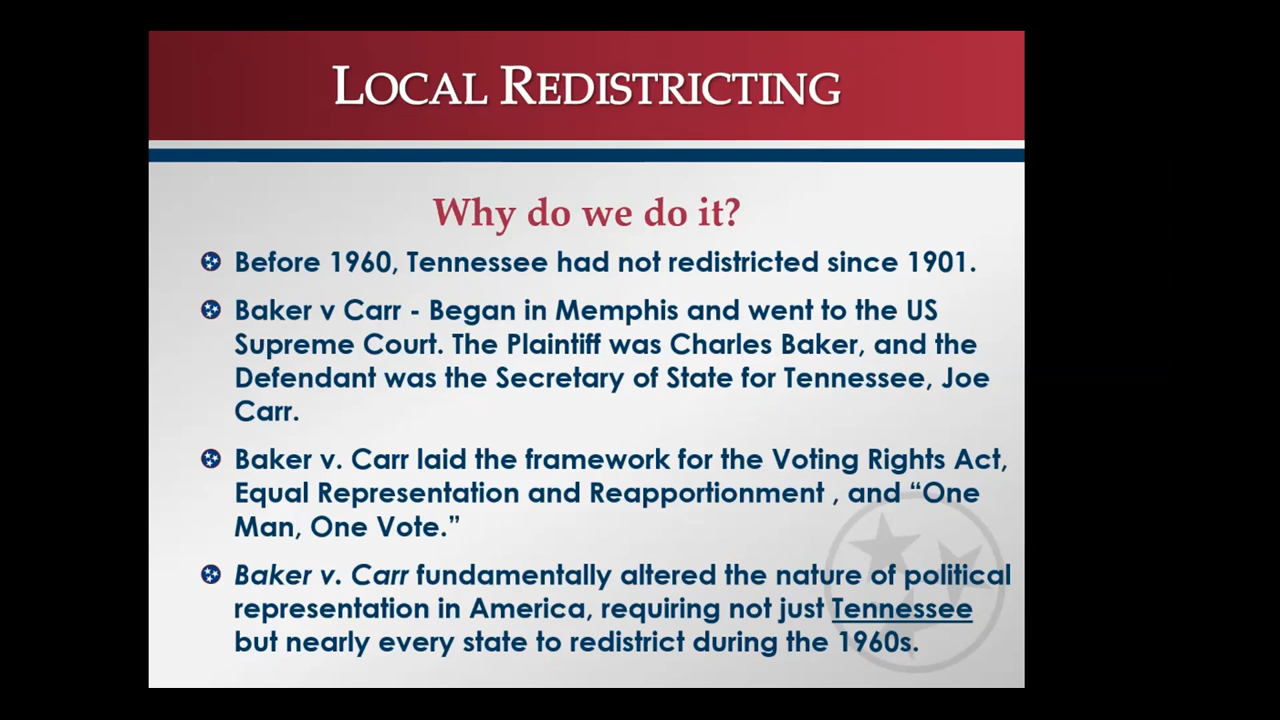 LOCAL REDISTRICTING
Why do we do it?
Before 1960, Tennessee had not redistricted since 1901.
Baker v Carr - Began in Memphis and went to the US
Supreme Court. The Plaintiff was Charles Baker, and the
Defendant was the Secretary of State for Tennessee, Joe
Carr.
Baker v. Carr laid the framework for the Voting Rights Act,
Equal Representation and Reapportionment , and “One
Man, One Vote.”
Baker v. Carr fundamentally altered the nature of political
representation in America, requiring not just Tennessee
but nearly every state to redistrict during the 1960s.